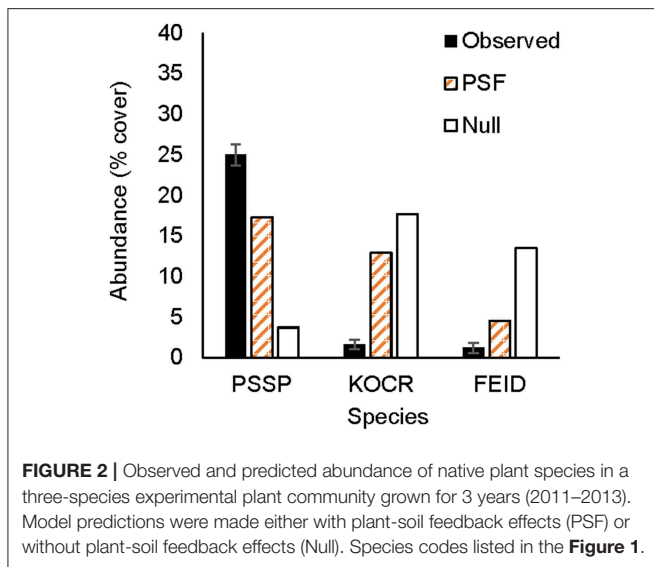 Abundance (% cover)
40
35
30
25
20
15
10
5
0
Observed
PSF
Null
PSSP KOCR FEID
Species
FIGURE 2 | Observed and predicted abundance of native plant species in a
three-species experimental plant community grown for 3 years (2011–2013).
Model predictions were made either with plant-soil feedback effects (PSF) or
without plant-soil feedback effects (Null). Species codes listed in the Figure 1.